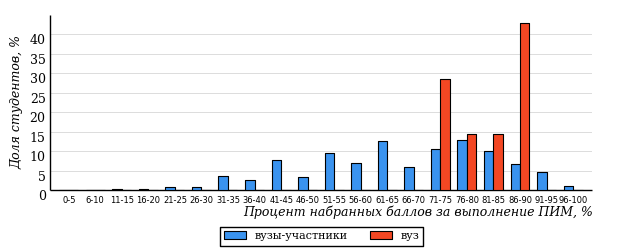 Доля студентов, %
40
35
30
25
20
15
10
5
0
0-5 6-10 11-15 16-20 21-25 26-30 31-35 36-40 41-45 46-50 51-55 56-60 61-65 66-70 71-75 76-80 81-85 86-90 91-95 96-100
Процент набранных баллов за выполнение ПИМ, %
вузы-участники вуз